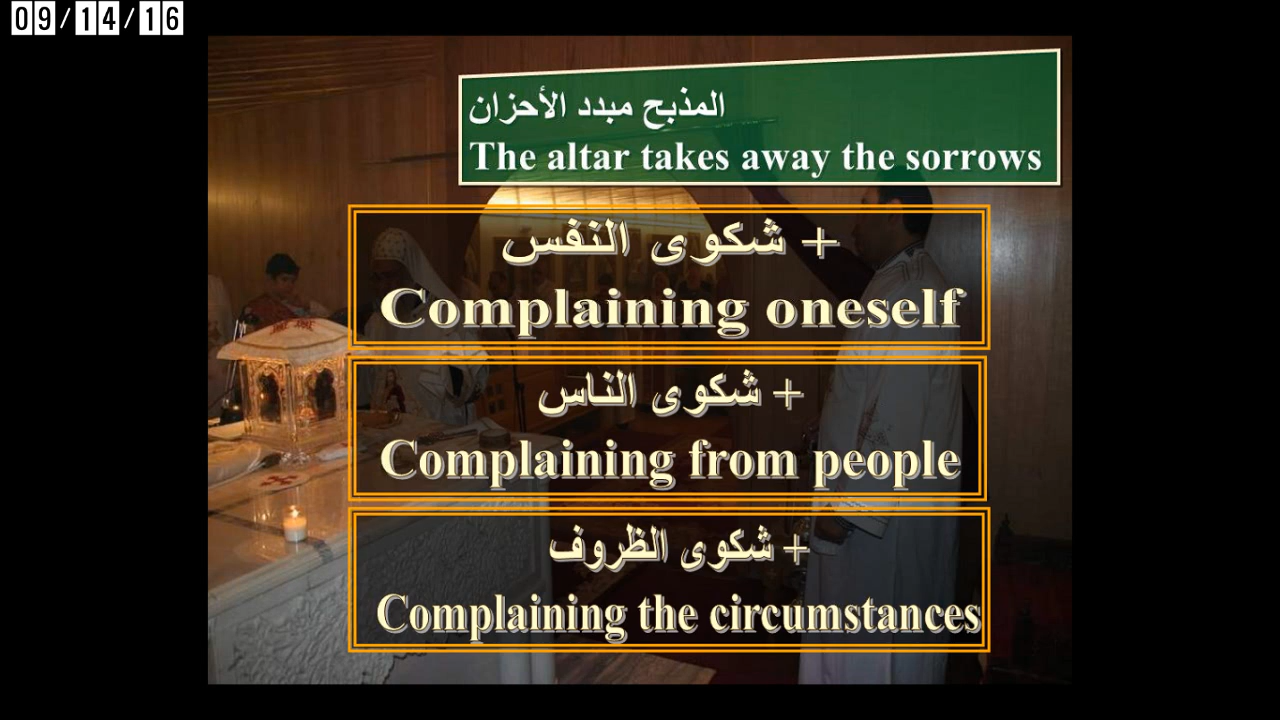 09/14/16
المذبح مبدد الأحزان
The altar takes away the sorrows
+ شكوى النفس
Complaining oneself
+ شكوى الناس
Complaining from people
+ شكوى الظروف
Complaining the circumstances